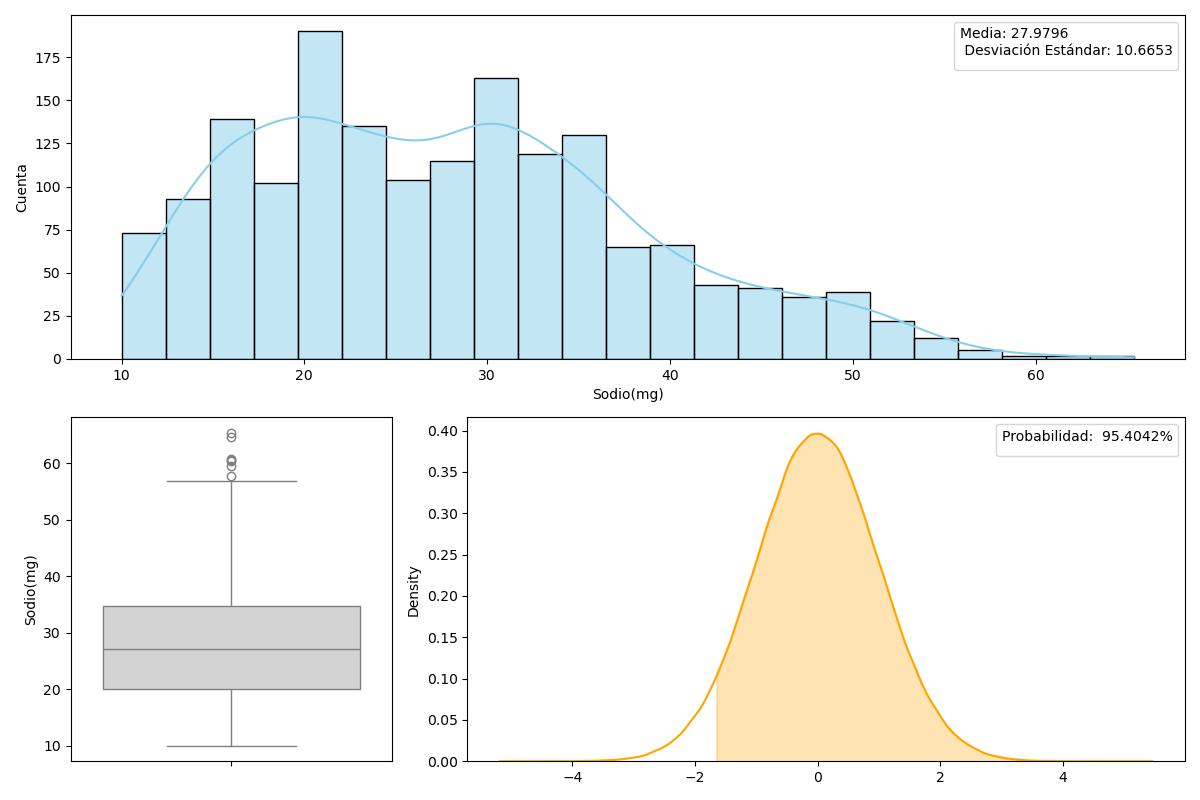 Media: 27.9796
Desviación Estándar: 10.6653
175
150
125
100
75
50
25
0
Cuenta
10 20 30 40 50 60
Sodio(mg)
60
50
40
30
20
10
Sodio(mg)
Probabilidad: 95.4042%
0.40
0.35
0.30
0.25
0.20
0.15
0.10
0.05
0.00
Density
−4 −2 0 2 4